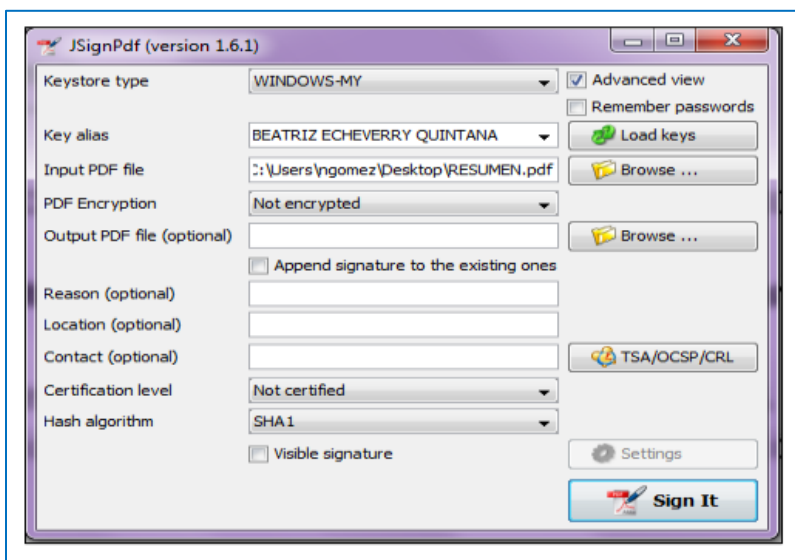 JSignPdf (version 1.6.1)
Keystore type WINDOWS-MY Advanced view
Remember passwords
Key alias BEATRIZ ECHEVERRY QUINTANA Load keys
Input PDF file :\Users\ngomez\Desktop\RESUMEN.pdf Browse ...
PDF Encryption Not encrypted
Output PDF file (optional) Browse ...
Append signature to the existing ones
Reason (optional)
Location (optional)
Contact (optional) TSA/OCSP/CRL
Certification level Not certified
Hash algorithm SHA1
Visible signature Settings
Sign It